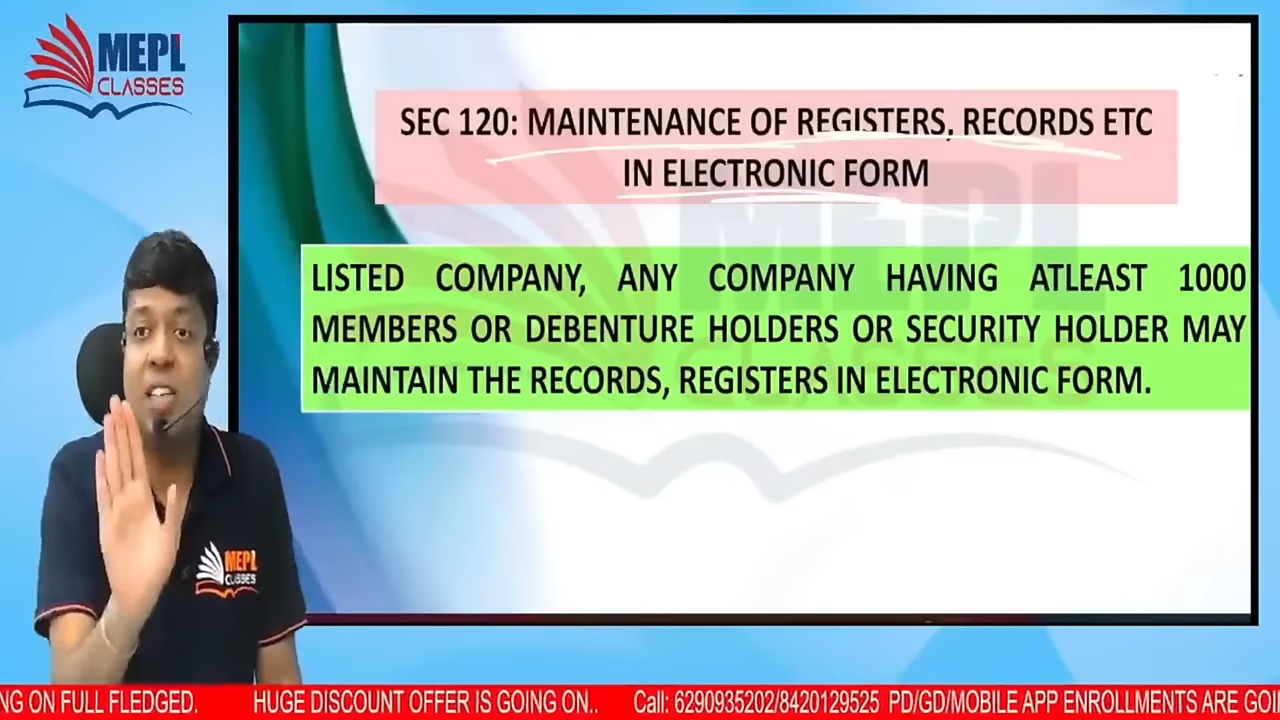 MEPL
CLASSES
SEC 120: MAINTENANCE OF REGISTERS, RECORDS ETC
IN ELECTRONIC FORM
LISTED COMPANY, ANY COMPANY HAVING ATLEAST 1000
MEMBERS OR DEBENTURE HOLDERS OR SECURITY HOLDER MAY
MAINTAIN THE RECORDS, REGISTERS IN ELECTRONIC FORM.
MEPL
CLASSES
MEPL
CLASSES
NG ON FULL FLEDGED. HUGE DISCOUNT OFFER IS GOING ON.. Call: 6290935202/8420129525 PD/GD/MOBILE APP ENROLLMENTS ARE GOI